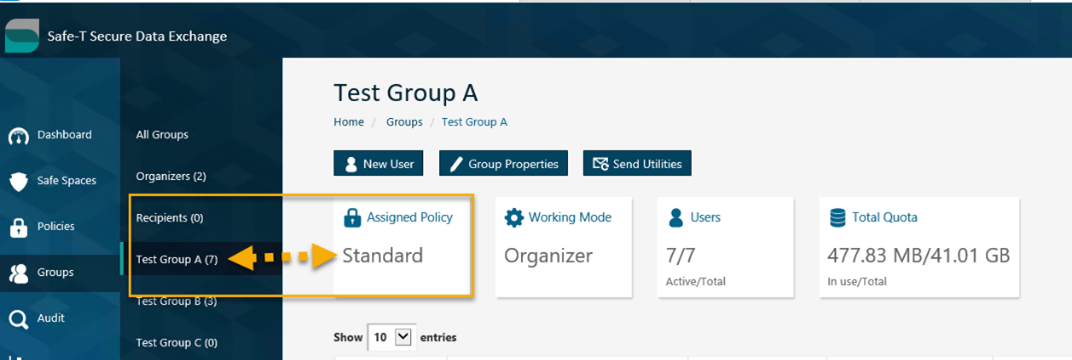 Safe-T Secure Data Exchange
Dashboard
Safe Spaces
Policies
Groups
Audit
All Groups
Organizers (2)
Recipients (0)
Test Group A (7)
Test Group B (3)
Test Group C (0)
Test Group A
Home / Groups / Test Group A
New User
Group Properties
Send Utilities
Assigned Policy
Standard
Working Mode
Organizer
Users
7/7
Active/Total
Total Quota
477.83 MB/41.01 GB
In use/Total
Show 10 entries